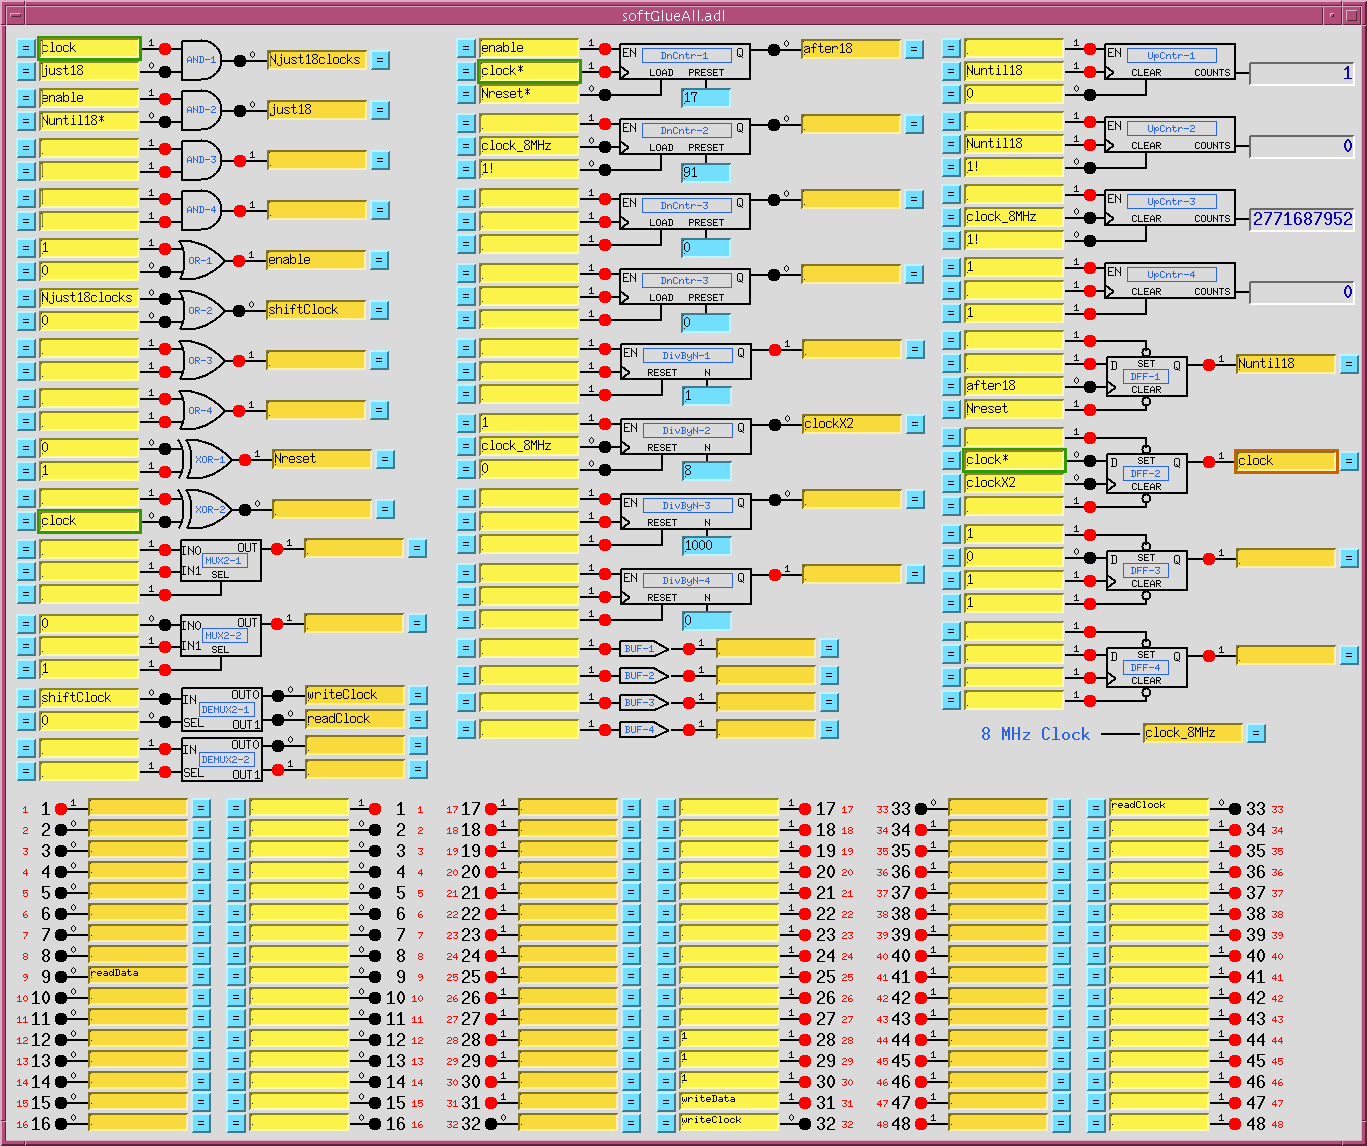 softGlueAll.adl
clock 1 AND-1 0 Njust18clocks =
just18 0
enable 1 AND-2 0 just18 =
Nuntil18* 0
1 AND-3 1 =
1
1 AND-4 1 =
1
1 1 OR-1 1 enable =
0 0
Njust18clocks 0 OR-2 0 shiftClock =
0 0
1 OR-3 1 =
1
1 OR-4 1 =
1
0 0 XOR-1 1 Nreset =
1 1
1 XOR-2 0 =
clock 0
1 IN0 OUT 1 =
1 IN1 MUX2-1
1 SEL
0 0 IN0 OUT 1 =
1 IN1 MUX2-2
1 1 SEL
shiftClock 0 IN OUT0 0 writeClock =
DEMUX2-1
0 0 SEL OUT1 0 readClock =
1 IN OUT0 0 =
DEMUX2-2
1 SEL OUT1 1 =
enable 1 EN DnCntr-1 Q 0 after18 =
clock* 1 LOAD PRESET
Nreset* 0 17
1 EN DnCntr-2 Q 0 =
clock_8MHz 0 LOAD PRESET
1! 0 91
1 EN DnCntr-3 Q 0 =
1 LOAD PRESET
1 0
1 EN DnCntr-3 Q 0 =
1 LOAD PRESET
1 0
1 EN DivByN-1 Q 1 =
1 RESET N
1 1
1 1 EN DivByN-2 Q 0 clockX2 =
clock_8MHz 0 RESET N
0 0 8
1 EN DivByN-3 Q 0 =
1 RESET N
1 1000
1 EN DivByN-4 Q 1 =
1 RESET N
1 0
1 BUF-1 1 =
1 BUF-2 1 =
1 BUF-3 1 =
1 BUF-4 1 =
1 EN UpCntr-1
Nuntil18 1 CLEAR COUNTS 1
0 0
1 EN UpCntr-2
Nuntil18 1 CLEAR COUNTS 0
1! 0
1 EN UpCntr-3
clock_8MHz 0 CLEAR COUNTS 2771687952
1! 0
1 1 EN UpCntr-4
1 CLEAR COUNTS 0
1 1
1 SET
1 D DFF-1 Q 1 Nuntil18 =
after18 0 CLEAR
Nreset 1
1 SET
clock* 0 D DFF-2 Q 1 clock =
clockX2 0 CLEAR
1
1 1 SET
0 0 D DFF-3 Q 1 =
1 1 CLEAR
1 1
1 SET
1 D DFF-4 Q 1 =
1 CLEAR
1
8 MHz Clock clock_8MHz =
1 1 1 = = 1 1 1 17 17 1 = = 1 17 17 33 33 0 = = readClock 0 33 33
2 2 0 = = 0 2 2 18 18 1 = = 1 18 18 34 34 1 = = 1 34 34
3 3 0 = = 0 3 3 19 19 1 = = 1 19 19 35 35 1 = = 1 35 35
4 4 0 = = 0 4 4 20 20 1 = = 1 20 20 36 36 1 = = 1 36 36
5 5 0 = = 0 5 5 21 21 1 = = 1 21 21 37 37 1 = = 1 37 37
6 6 0 = = 0 6 6 22 22 1 = = 1 22 22 38 38 1 = = 1 38 38
7 7 0 = = 0 7 7 23 23 1 = = 1 23 23 39 39 1 = = 1 39 39
8 8 0 = = 0 8 8 24 24 1 = = 1 24 24 40 40 1 = = 1 40 40
9 9 0 readData = = 0 9 9 25 25 1 = = 1 25 25 41 41 1 = = 1 41 41
10 10 0 = = 0 10 10 26 26 1 = = 1 26 26 42 42 1 = = 1 42 42
11 11 0 = = 0 11 11 27 27 1 = = 1 27 27 43 43 1 = = 1 43 43
12 12 0 = = 0 12 12 28 28 1 = = 1 1 28 28 44 44 1 = = 1 44 44
13 13 0 = = 0 13 13 29 29 1 = = 1 1 29 29 45 45 1 = = 1 45 45
14 14 0 = = 0 14 14 30 30 1 = = 1 1 30 30 46 46 1 = = 1 46 46
15 15 0 = = 0 15 15 31 31 1 = = writeData 1 31 31 47 47 1 = = 1 47 47
16 16 0 = = 0 16 16 32 32 0 = = writeClock 0 32 32 48 48 1 = = 1 48 48